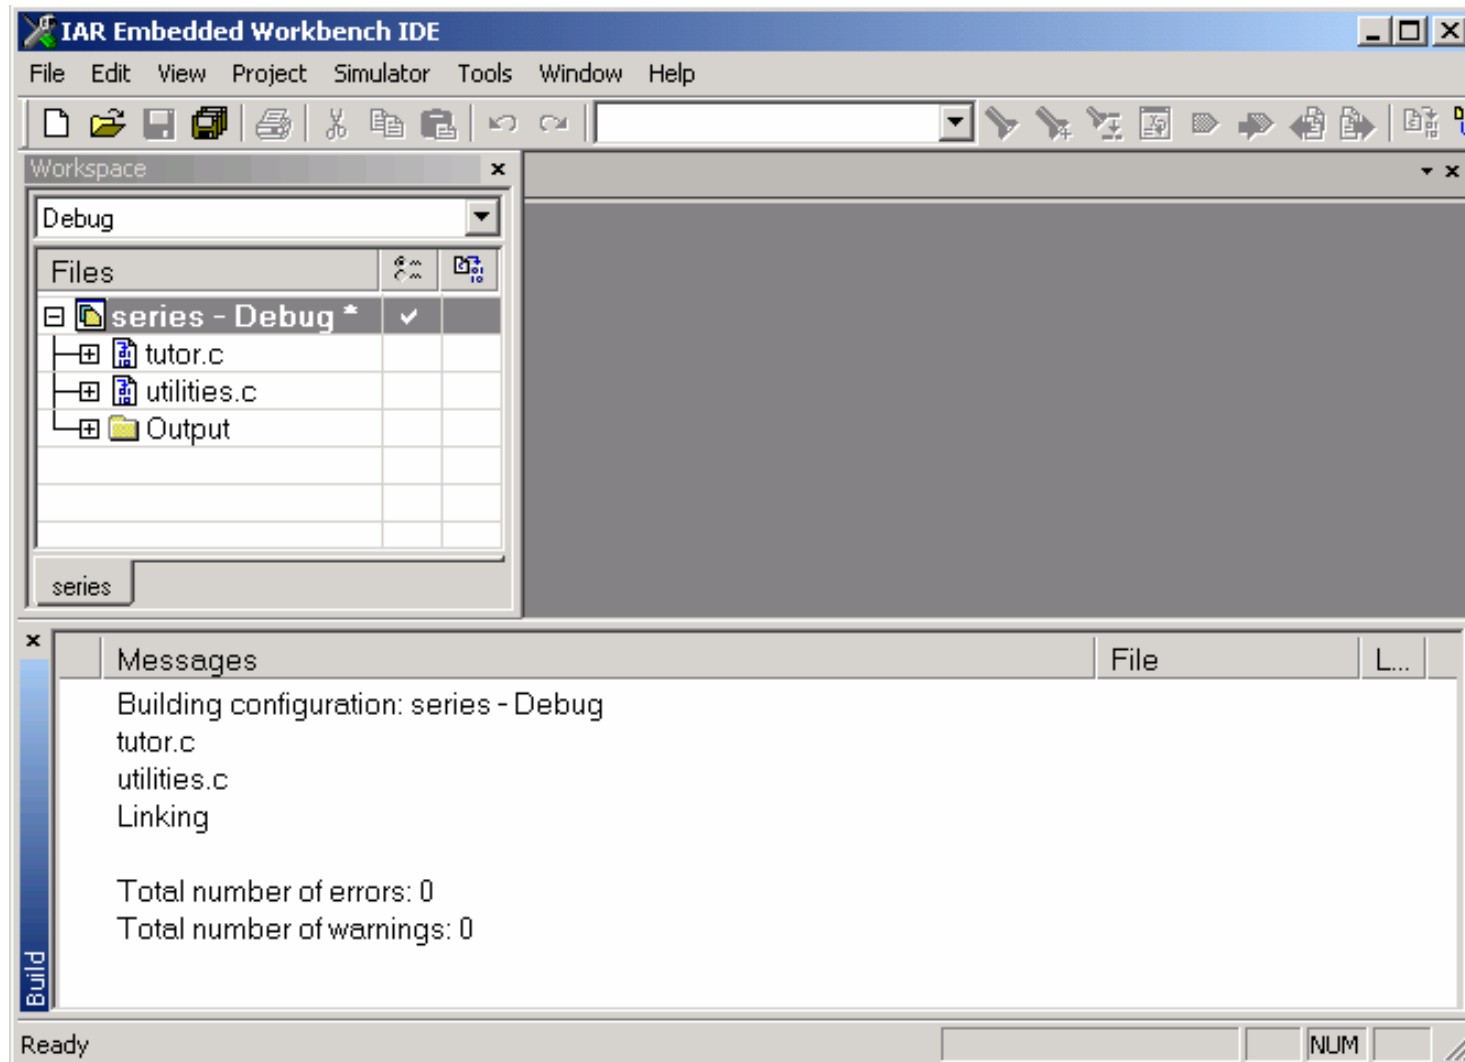 IAR Embedded Workbench IDE
File Edit View Project Simulator Tools Window Help
Workspace
Debug
Files
series - Debug *
tutor.c
utilities.c
Output
series
Messages File L...
Building configuration: series - Debug
tutor.c
utilities.c
Linking
Total number of errors: 0
Total number of warnings: 0
Build
Ready NUM